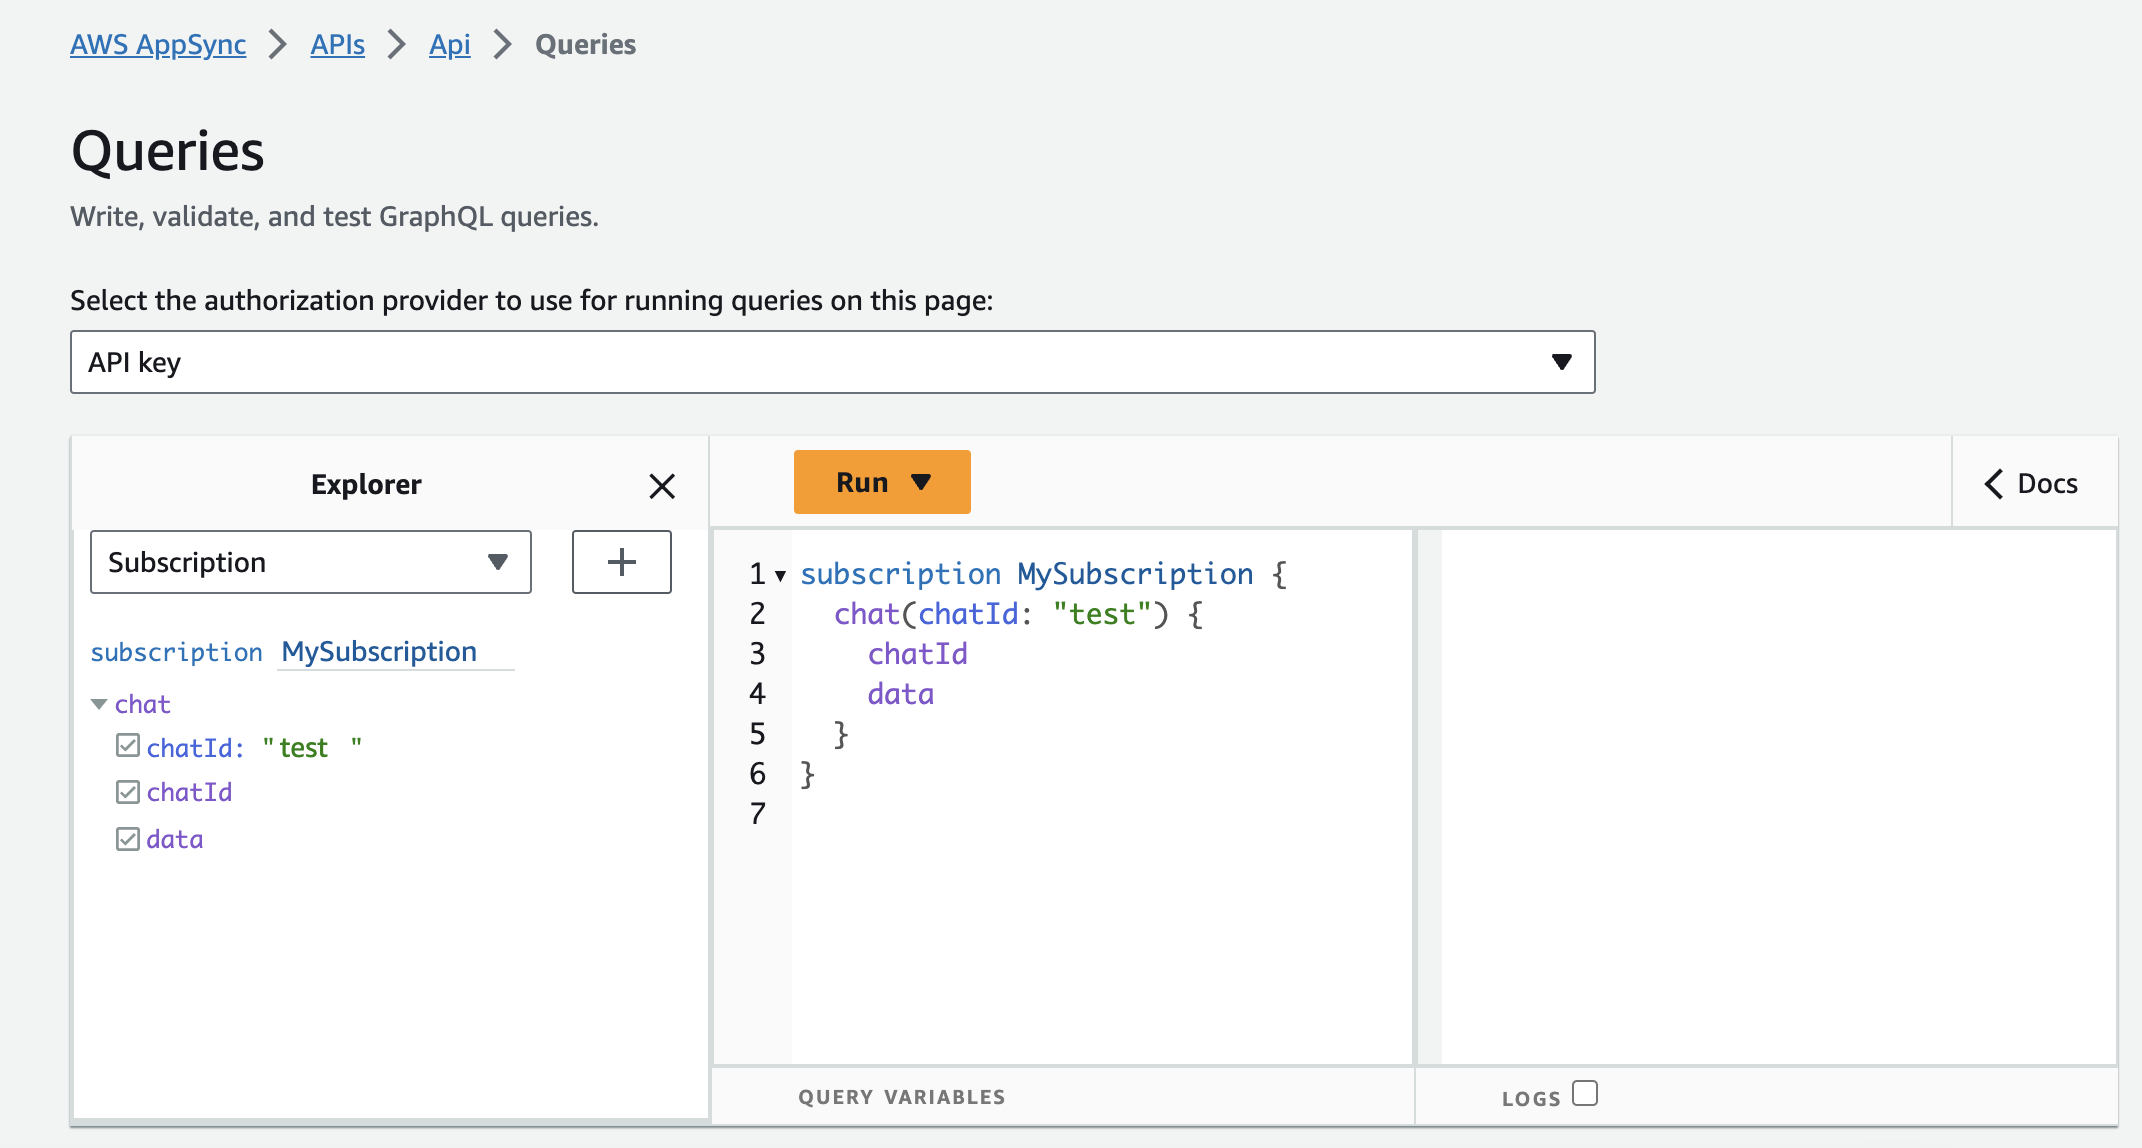 AWS AppSync > APIs > Api > Queries
Queries
Write, validate, and test GraphQL queries.
Select the authorization provider to use for running queries on this page:
API key
Explorer
Run
Docs
Subscription
+
subscription MySubscription
chat
chatId: "test "
chatId
data
1 subscription MySubscription {
2 chat(chatId: "test") {
3 chatId
4 data
5 }
6 }
7
QUERY VARIABLES
LOGS